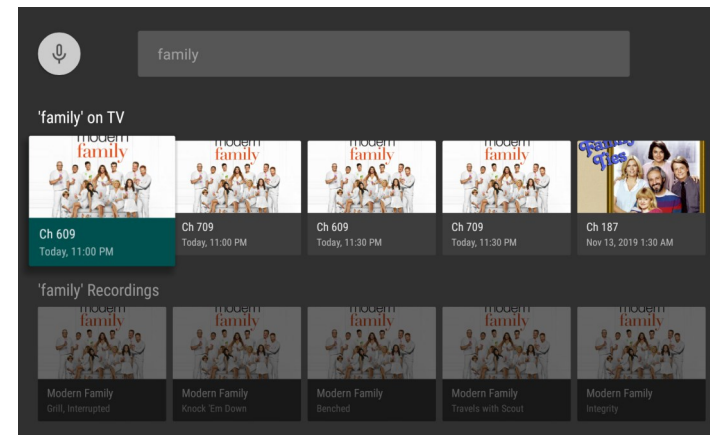 family
'family' on TV
modern
family
Ch 609
Today, 11:00 PM
modern
family
Ch 709
Today, 11:00 PM
modern
family
Ch 609
Today, 11:30 PM
modern
family
Ch 709
Today, 11:30 PM
Family
Ties
Ch 187
Nov 13, 2019 1:30 AM
'family' Recordings
modern
family
Modern Family
Grill, Interrupted
modern
family
Modern Family
Knock 'Em Down
modern
family
Modern Family
Benched
modern
family
Modern Family
Travels with Scout
modern
family
Modern Family
Integrity